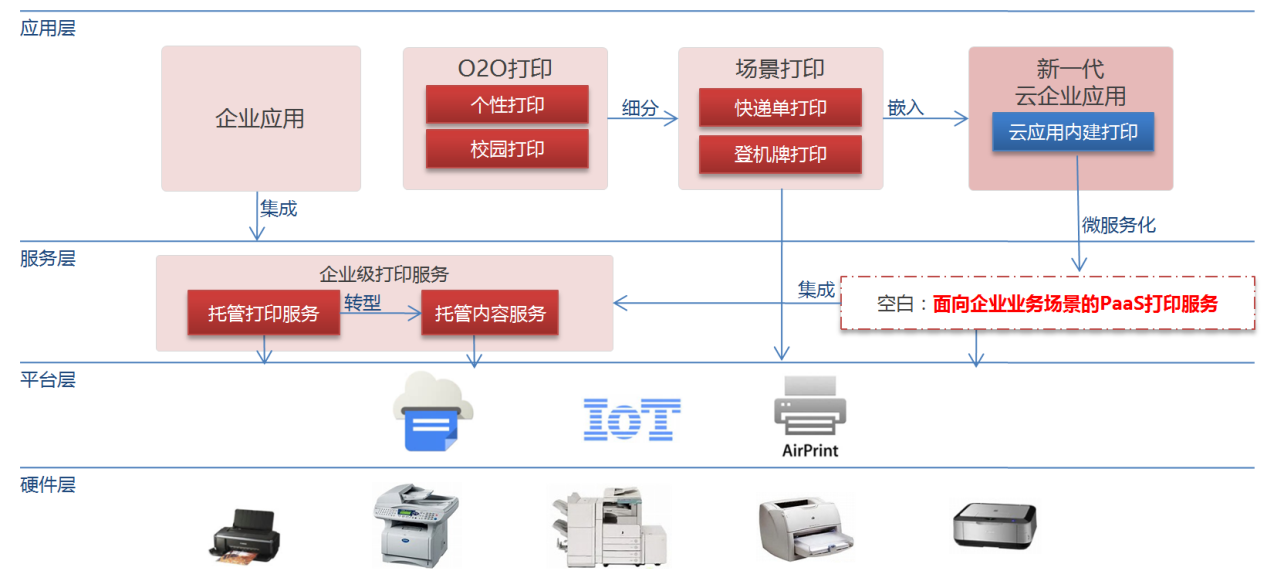 应用层
企业应用
O2O打印
个性打印
校园打印
细分
场景打印
快递单打印
登机牌打印
嵌入
新一代
云企业应用
云应用内建打印
集成
微服务化
服务层
企业级打印服务
托管打印服务
转型
托管内容服务
集成
空白：面向企业业务场景的PaaS打印服务
平台层
IoT
AirPrint
硬件层